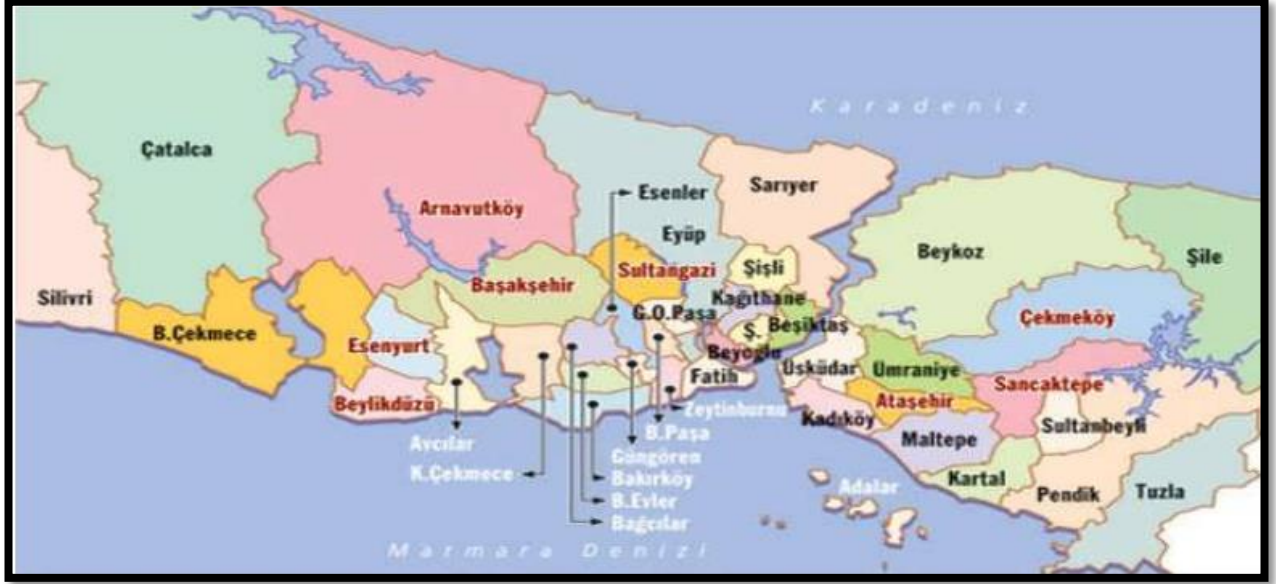 Karadeniz
Çatalca
Sarıyer
Esenler
Arnavutköy
Eyüp
Beykoz
Şile
Sultangazi
Şişli
Başakşehir
Silivri
Kağıthane
G.O.Paşa
Çekmeköy
B.Çekmece
Ş.
Beşiktaş
Esenyurt
Beyoğlu
Üsküdar
Ümraniye
Fatih
Sancaktepe
Ataşehir
Beylikdüzü
Zeytinburnu
Kadıköy
Sultanbeyli
B.Paşa
Maltepe
Avcılar
Güngören
K.Çekmece
Bakırköy
Kartal
Adalar
Pendik
Tuzla
B.Evler
Bağcılar
Marmara Denizi